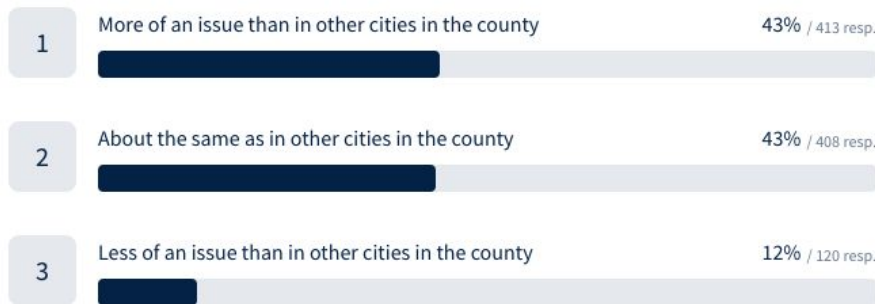 1
More of an issue than in other cities in the county
43% / 413 resp.
2
About the same as in other cities in the county
43% / 408 resp.
3
Less of an issue than in other cities in the county
12% / 120 resp.